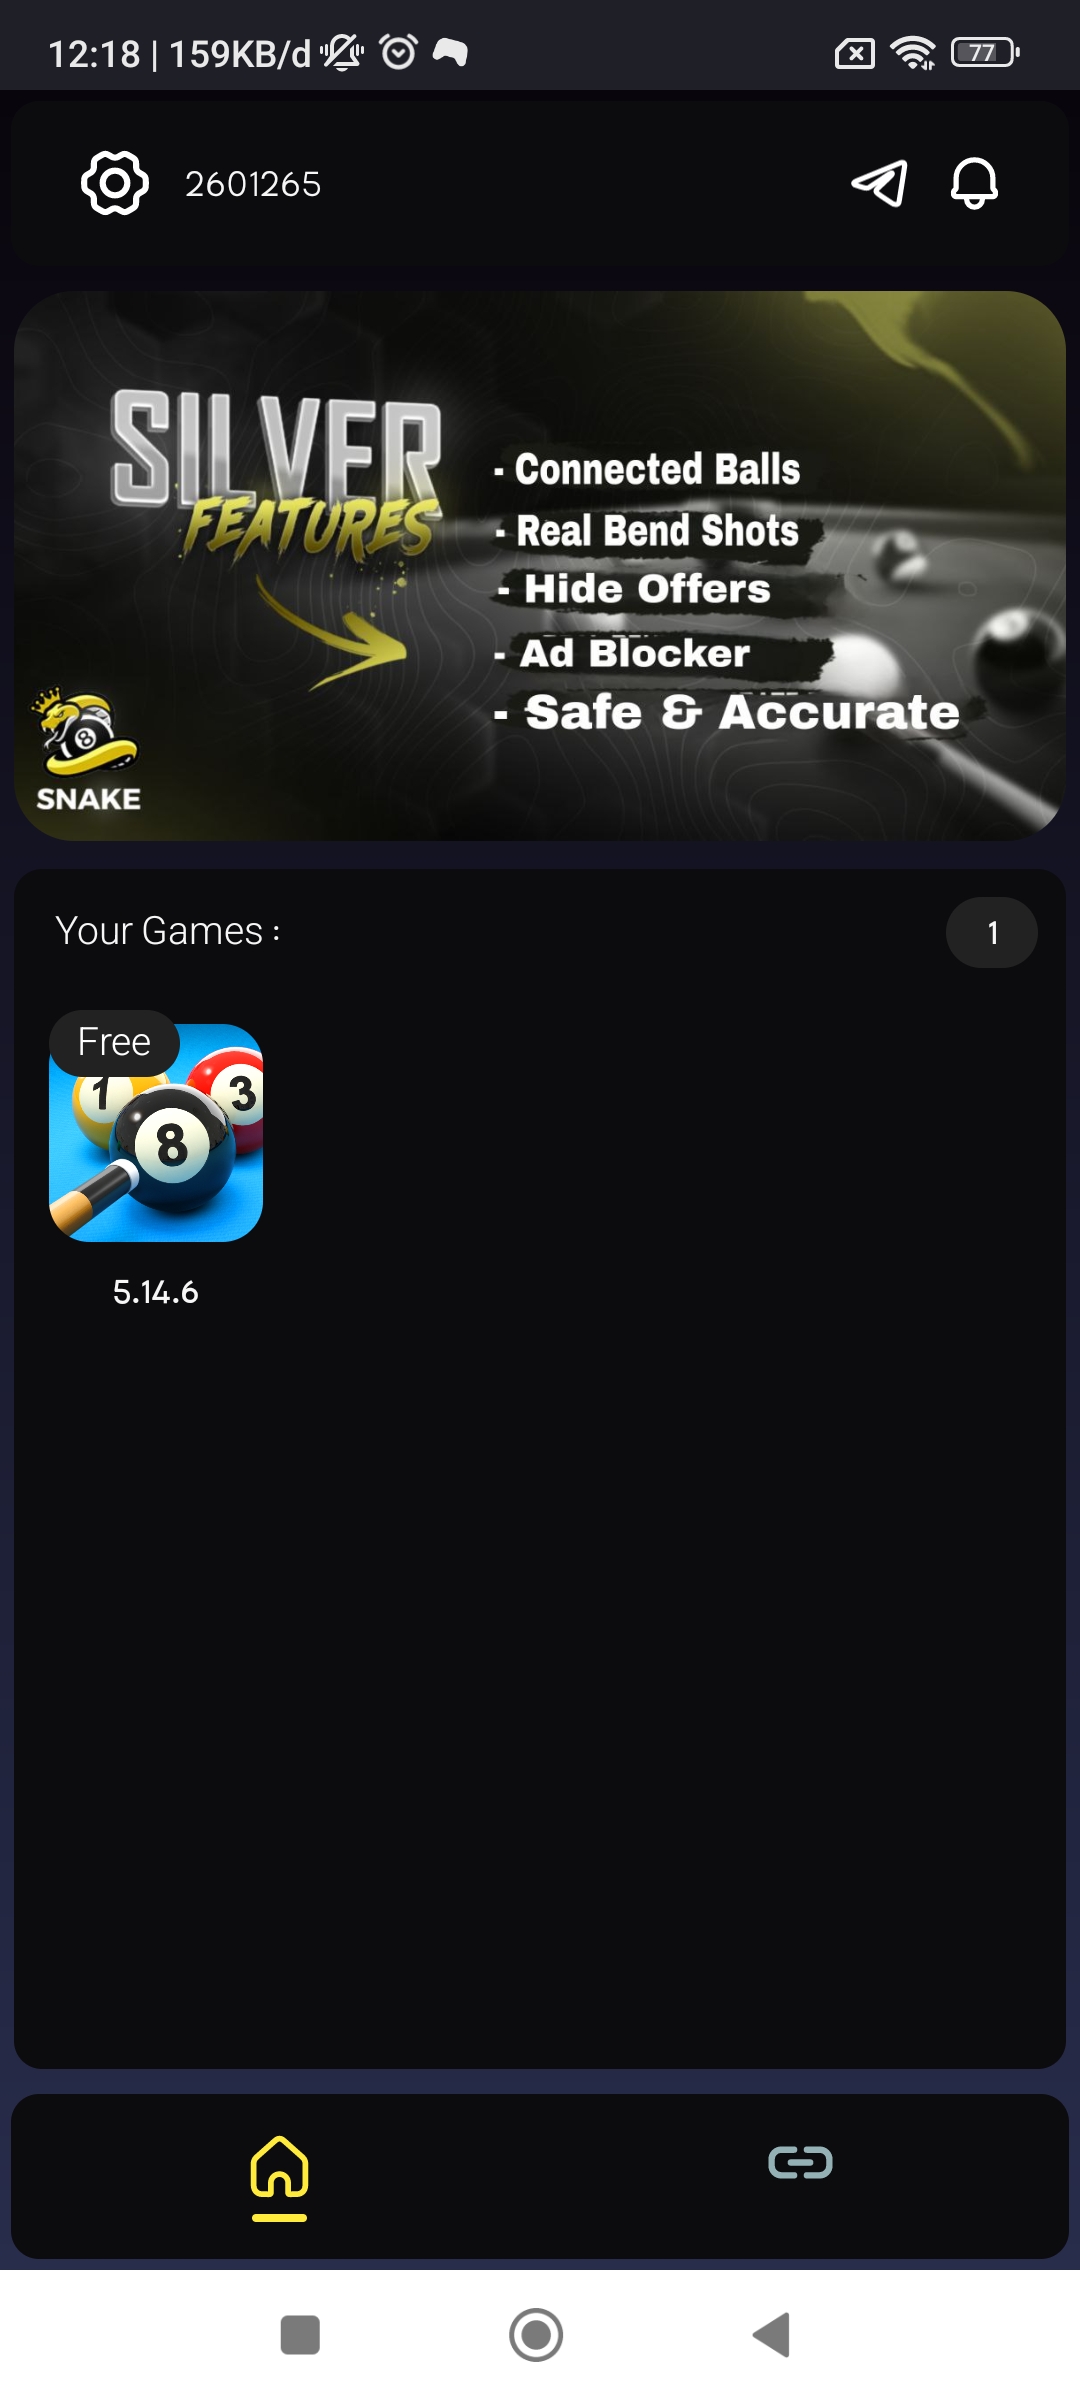 12:18 | 159KB/d
77
2601265
SILVER
FEATURES
- Connected Balls
- Real Bend Shots
- Hide Offers
- Ad Blocker
- Safe & Accurate
8
SNAKE
Your Games :
1
Free
1
3
8
5.14.6